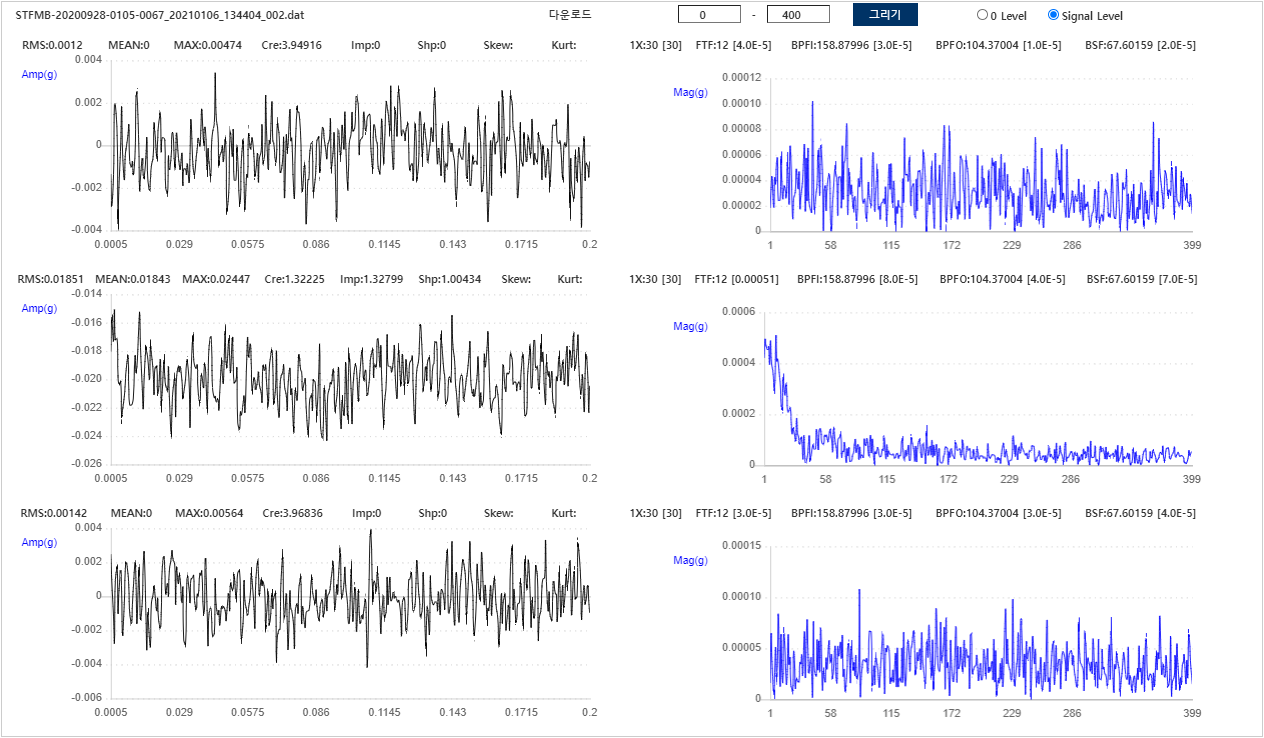 STFMB-20200928-0105-0067_20210106_134404_002.dat 다운로드 0 - 400 그리기 0 Level Signal Level
RMS:0.0012 MEAN:0 MAX:0.00474 Cre:3.94916 Imp:0 Shp:0 Skew: Kurt:
Amp(g)
0.004
0.002
0
-0.002
-0.004
0.0005 0.029 0.0575 0.086 0.1145 0.143 0.1715 0.2
1X:30 [30] FTF:12 [4.0E-5] BPFI:158.87996 [3.0E-5] BPFO:104.37004 [1.0E-5] BSF:67.60159 [2.0E-5]
Mag(g)
0.00012
0.00010
0.00008
0.00006
0.00004
0.00002
0
1 58 115 172 229 286 399
RMS:0.01851 MEAN:0.01843 MAX:0.02447 Cre:1.32225 Imp:1.32799 Shp:1.00434 Skew: Kurt:
Amp(g)
-0.014
-0.016
-0.018
-0.020
-0.022
-0.024
-0.026
0.0005 0.029 0.0575 0.086 0.1145 0.143 0.1715 0.2
1X:30 [30] FTF:12 [0.00051] BPFI:158.87996 [8.0E-5] BPFO:104.37004 [4.0E-5] BSF:67.60159 [7.0E-5]
Mag(g)
0.0006
0.0004
0.0002
0
1 58 115 172 229 286 399
RMS:0.00142 MEAN:0 MAX:0.00564 Cre:3.96836 Imp:0 Shp:0 Skew: Kurt:
Amp(g)
0.004
0.002
0
-0.002
-0.004
-0.006
0.0005 0.029 0.0575 0.086 0.1145 0.143 0.1715 0.2
1X:30 [30] FTF:12 [3.0E-5] BPFI:158.87996 [3.0E-5] BPFO:104.37004 [3.0E-5] BSF:67.60159 [4.0E-5]
Mag(g)
0.00015
0.00010
0.00005
0
1 58 115 172 229 286 399